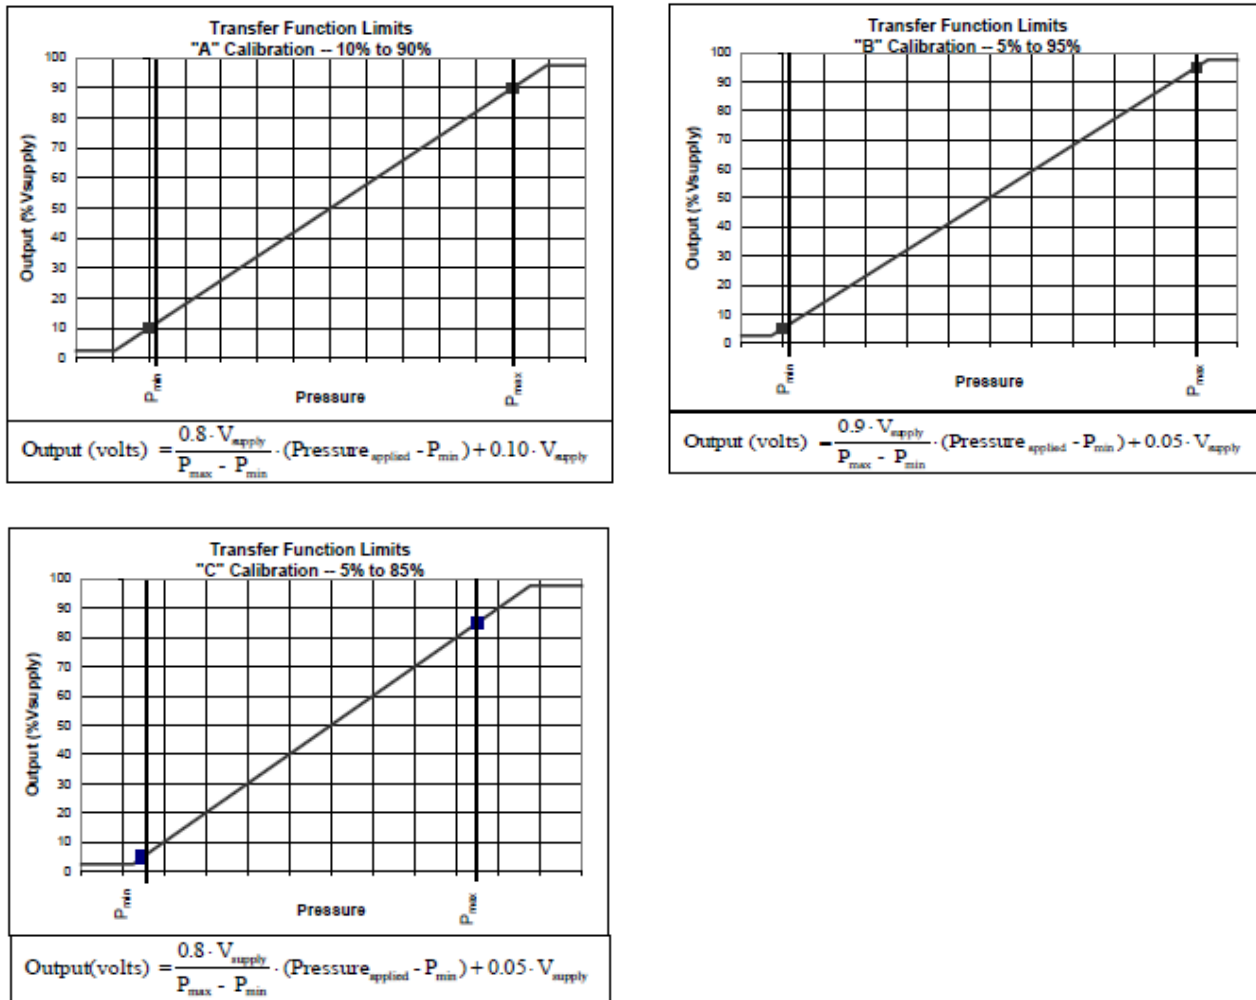 Transfer Function Limits
"A" Calibration -- 10% to 90%
100
90
80
70
60
50
40
30
20
10
0
Output (%Vsupply)
Pmin
Pressure
Pmax
Output (volts) = 0.8 · Vsupply / Pmax - Pmin · (Pressureapplied - Pmin) + 0.10 · Vsupply
Transfer Function Limits
"B" Calibration -- 5% to 95%
100
90
80
70
60
50
40
30
20
10
0
Output (%Vsupply)
Pmin
Pressure
Pmax
Output (volts) = 0.9 · Vsupply / Pmax - Pmin · (Pressureapplied - Pmin) + 0.05 · Vsupply
Transfer Function Limits
"C" Calibration -- 5% to 85%
100
90
80
70
60
50
40
30
20
10
0
Output (%Vsupply)
Pmin
Pressure
Pmax
Output(volts) = 0.8 · Vsupply / Pmax - Pmin · (Pressureapplied - Pmin) + 0.05 · Vsupply